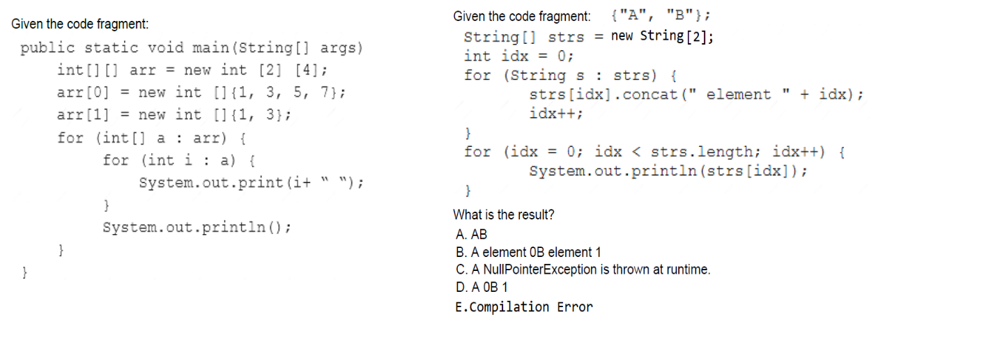 Given the code fragment:
public static void main(String[] args)
int[][] arr = new int [2] [4];
arr[0] = new int []{1, 3, 5, 7};
arr[1] = new int []{1, 3};
for (int[] a : arr) {
for (int i : a) {
System.out.print(i+ " ");
}
System.out.println();
}
}
Given the code fragment: {"A", "B"};
String[] strs = new String[2];
int idx = 0;
for (String s : strs) {
strs[idx].concat(" element " + idx);
idx++;
}
for (idx = 0; idx < strs.length; idx++) {
System.out.println(strs[idx]);
}
What is the result?
A. AB
B. A element 0B element 1
C. A NullPointerException is thrown at runtime.
D. A 0B 1
E.Compilation Error